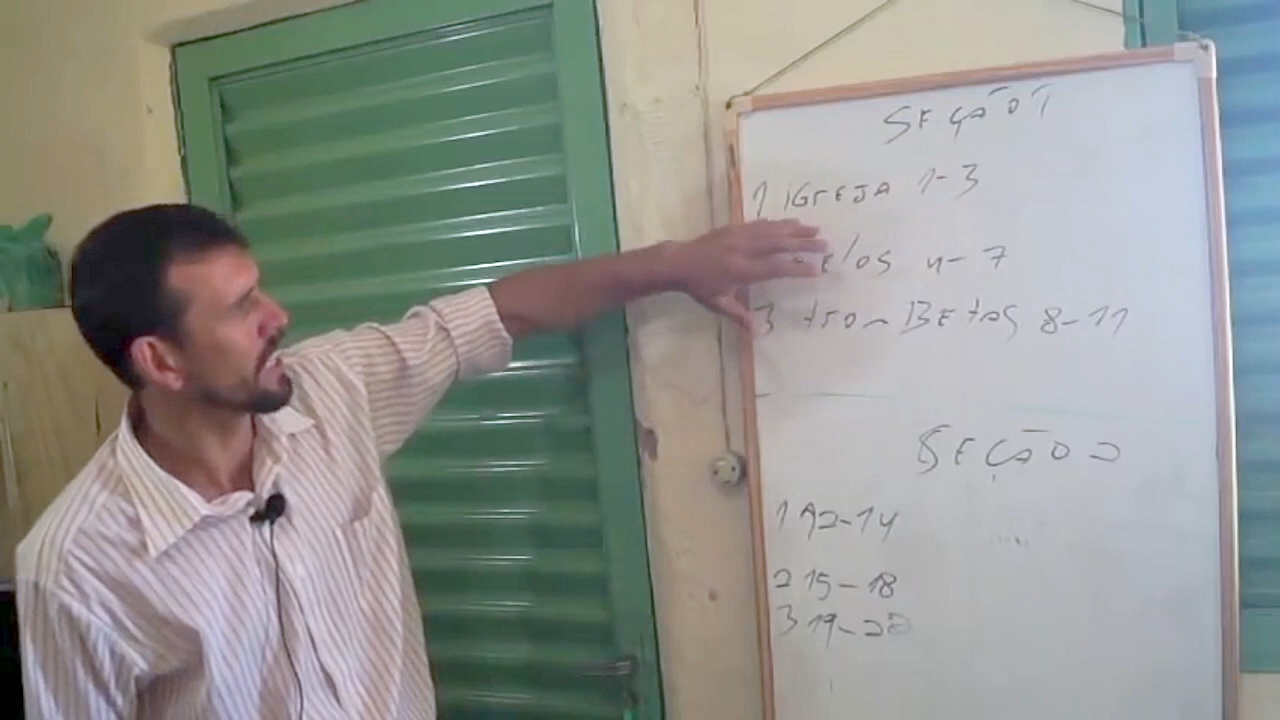 SEÇÃO 1
1 IGREJA 1-3
elos 4-7
3 trombetas 8-11
SEÇÃO 2
1 12-14
2 15-18
3 19-22